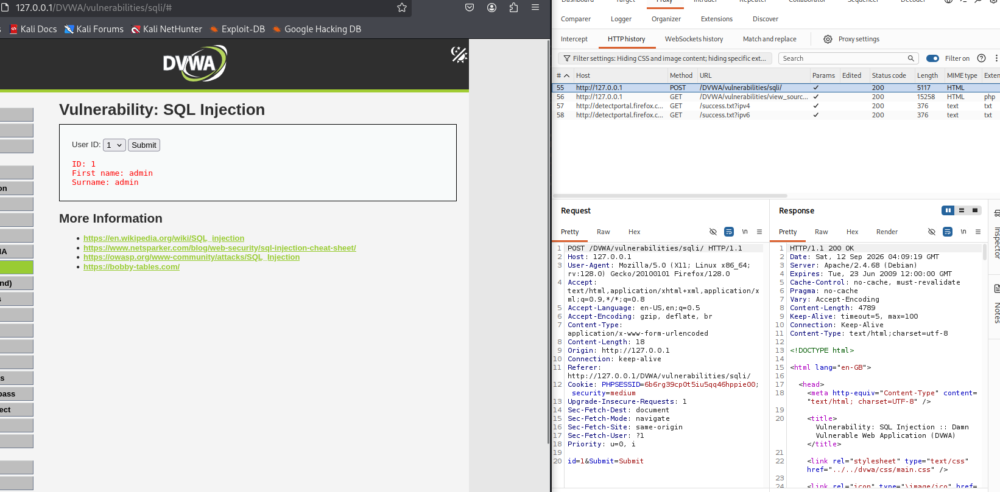 127.0.0.1/DVWA/vulnerabilities/sqli/#
Kali Docs
Kali Forums
Kali NetHunter
Exploit-DB
Google Hacking DB
DVWA
on
MA
nd)
s
s
pass
ect
Vulnerability: SQL Injection
User ID: 1 Submit
ID: 1
First name: admin
Surname: admin
More Information
https://en.wikipedia.org/wiki/SQL_injection
https://www.netsparker.com/blog/web-security/sql-injection-cheat-sheet/
https://owasp.org/www-community/attacks/SQL_Injection
https://bobby-tables.com/
Dashboard Target Proxy Intruder Repeater Collaborator Sequencer Decoder
Comparer Logger Organizer Extensions Discover
Intercept HTTP history WebSockets history Match and replace Proxy settings
Filter settings: Hiding CSS and image content; hiding specific ext... Search Filter on
# Host Method URL Params Edited Status code Length MIME type Exten
55 http://127.0.0.1 POST /DVWA/vulnerabilities/sqli/ ✓ 200 5117 HTML
56 http://127.0.0.1 GET /DVWA/vulnerabilities/view_sourc... ✓ 200 15258 HTML php
57 http://detectportal.firefox.c... GET /success.txt?ipv4 ✓ 200 376 text txt
58 http://detectportal.firefox.c... GET /success.txt?ipv6 ✓ 200 376 text txt
Request
Pretty Raw Hex \n
1 POST /DVWA/vulnerabilities/sqli/ HTTP/1.1
2 Host: 127.0.0.1
3 User-Agent: Mozilla/5.0 (X11; Linux x86_64;
rv:128.0) Gecko/20100101 Firefox/128.0
4 Accept:
text/html,application/xhtml+xml,application/x
ml;q=0.9,*/*;q=0.8
5 Accept-Language: en-US,en;q=0.5
6 Accept-Encoding: gzip, deflate, br
7 Content-Type:
application/x-www-form-urlencoded
8 Content-Length: 18
9 Origin: http://127.0.0.1
10 Connection: keep-alive
11 Referer:
http://127.0.0.1/DVWA/vulnerabilities/sqli/
12 Cookie: PHPSESSID=6b6rg39cp0t5iu5qq46hppie00;
security=medium
13 Upgrade-Insecure-Requests: 1
14 Sec-Fetch-Dest: document
15 Sec-Fetch-Mode: navigate
16 Sec-Fetch-Site: same-origin
17 Sec-Fetch-User: ?1
18 Priority: u=0, i
19
20 id=1&Submit=Submit
Response
Pretty Raw Hex Render \n
1 HTTP/1.1 200 OK
2 Date: Sat, 12 Sep 2026 04:09:19 GMT
3 Server: Apache/2.4.68 (Debian)
4 Expires: Tue, 23 Jun 2009 12:00:00 GMT
5 Cache-Control: no-cache, must-revalidate
6 Pragma: no-cache
7 Vary: Accept-Encoding
8 Content-Length: 4789
9 Keep-Alive: timeout=5, max=100
10 Connection: Keep-Alive
11 Content-Type: text/html;charset=utf-8
12
13 <!DOCTYPE html>
14
15 <html lang="en-GB">
16
17 <head>
18 <meta http-equiv="Content-Type" content=
"text/html; charset=UTF-8" />
19
20 <title>
Vulnerability: SQL Injection :: Damn
Vulnerable Web Application (DVWA)
</title>
21
22 <link rel="stylesheet" type="text/css"
href="../../dvwa/css/main.css" />
23
24 <link rel="icon" type="\image/ico" href=
Inspector
Notes